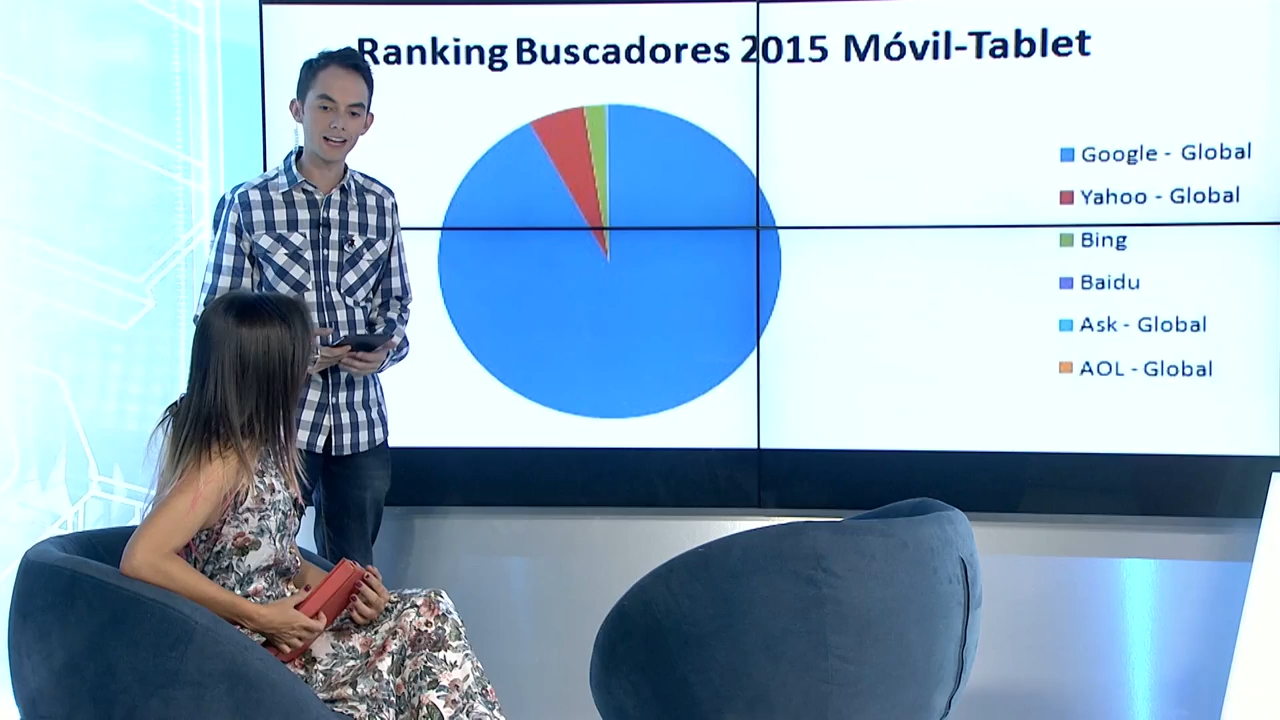 Ranking Buscadores 2015 Móvil-Tablet
Google - Global
Yahoo - Global
Bing
Baidu
Ask - Global
AOL - Global